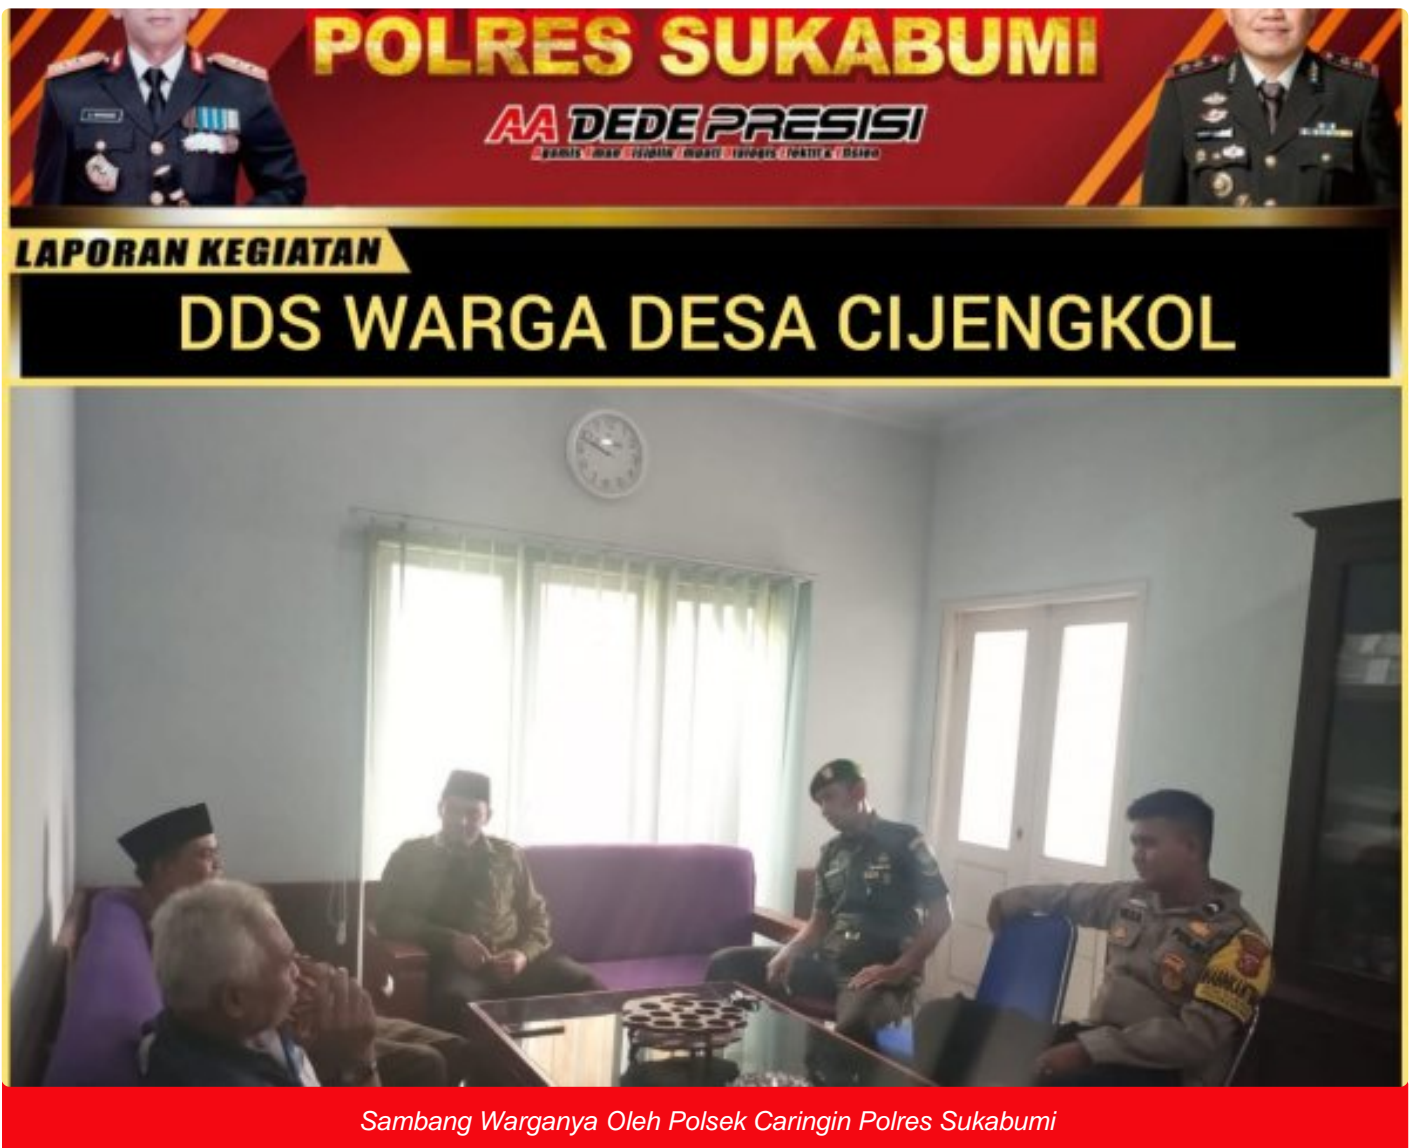 POLRES SUKABUMI
AA DEDE PRESISI
LAPORAN KEGIATAN
DDS WARGA DESA CIJENGKOL
Sambang Warganya Oleh Polsek Caringin Polres Sukabumi